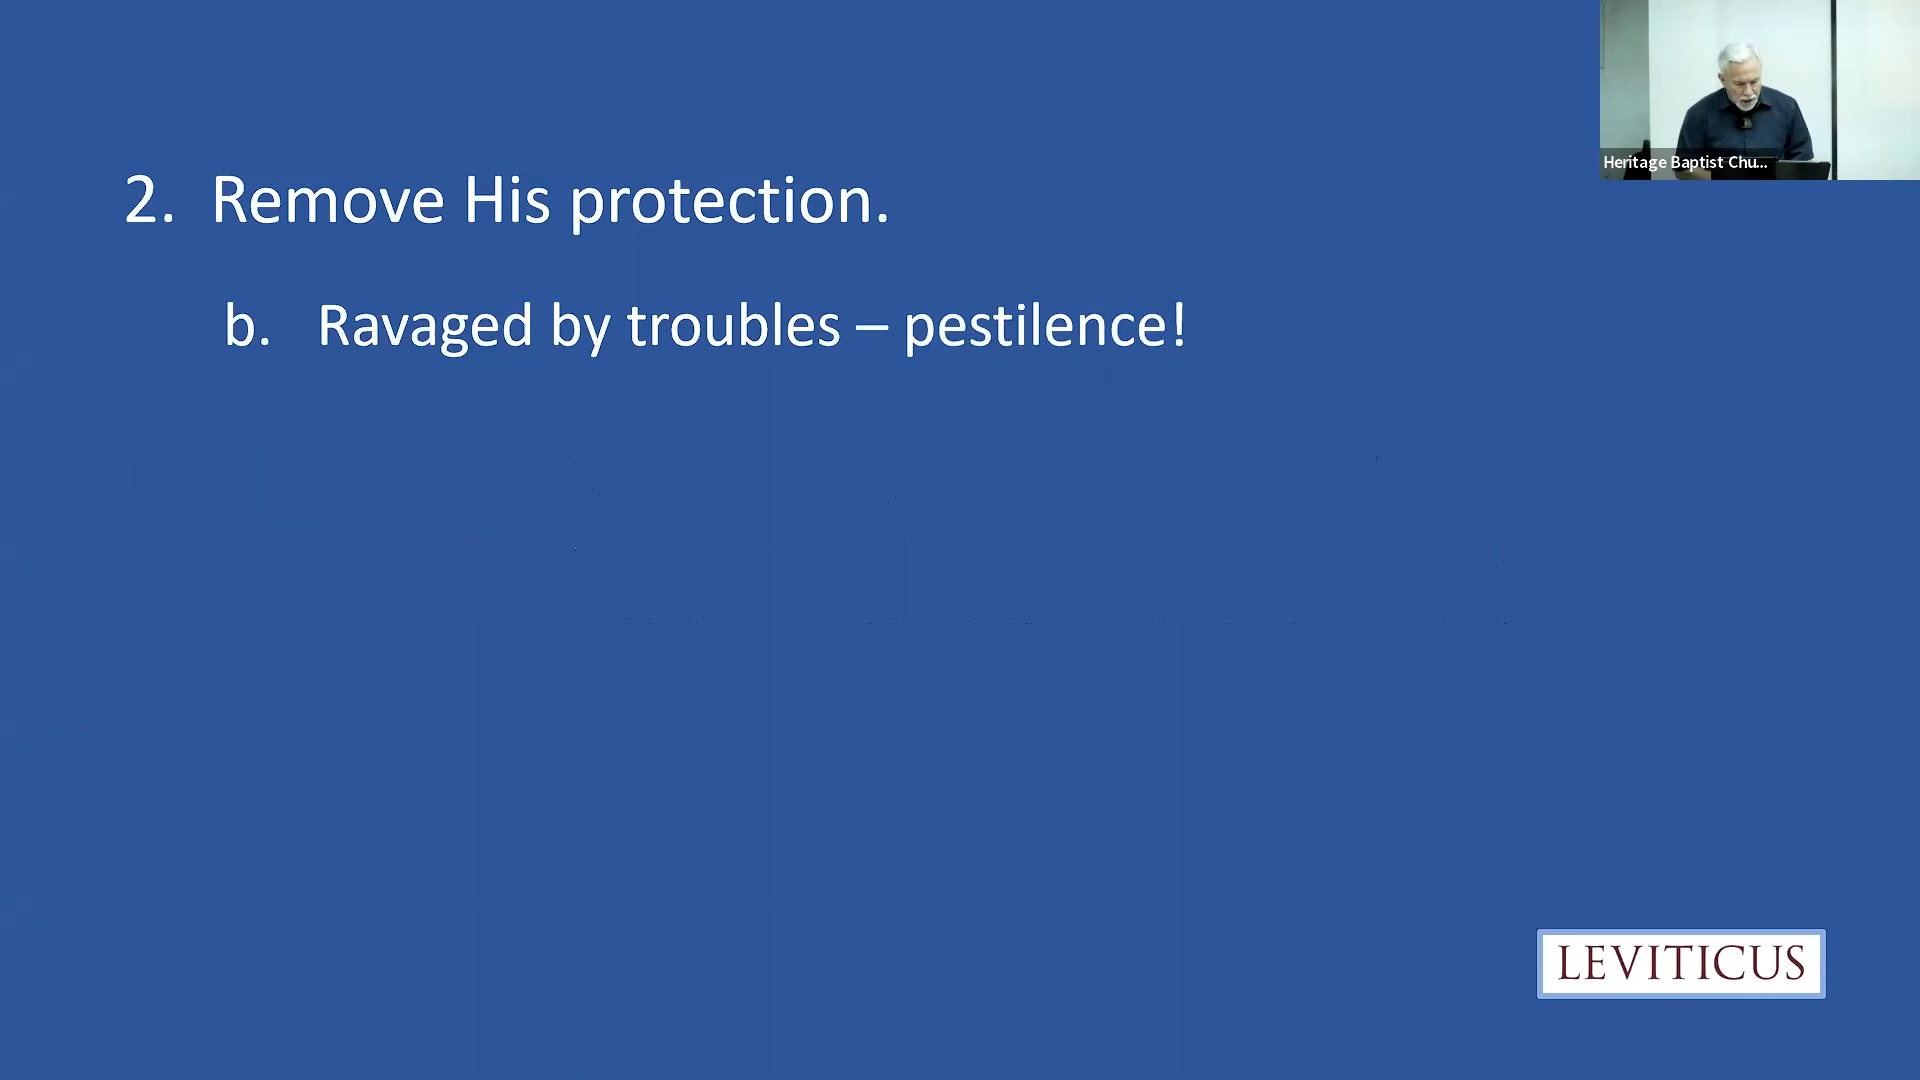 Heritage Baptist Chu...
2. Remove His protection.
b. Ravaged by troubles – pestilence!
LEVITICUS